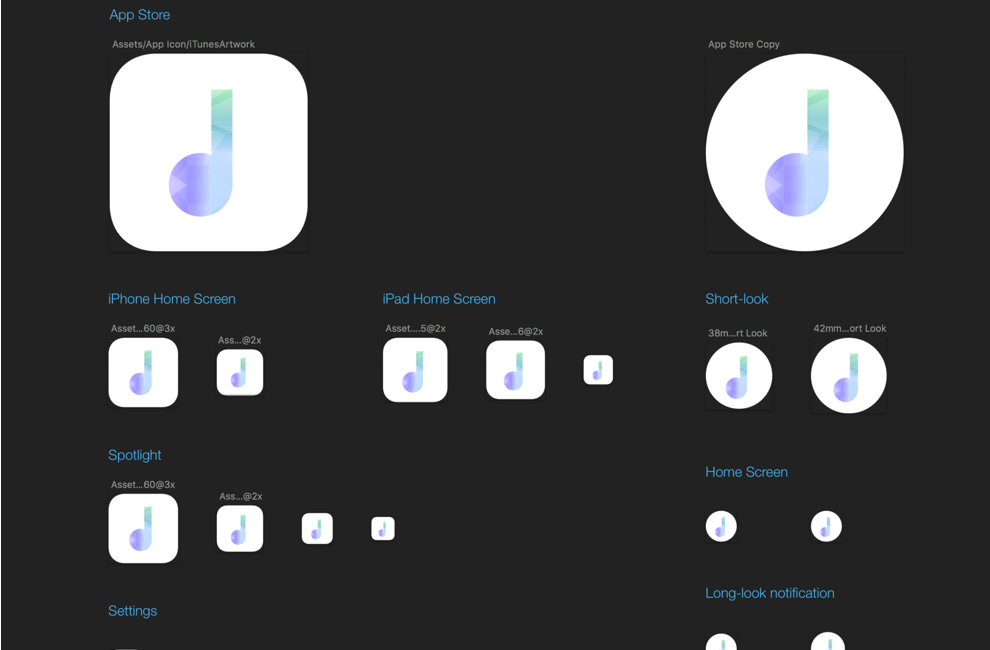 App Store
Assets/App Icon/iTunesArtwork
App Store Copy
iPhone Home Screen
iPad Home Screen
Short-look
Asset...60@3x
Ass...@2x
Asset....5@2x
Asse...6@2x
38m...rt Look
42mm...ort Look
Spotlight
Home Screen
Asset...60@3x
Ass...@2x
Long-look notification
Settings